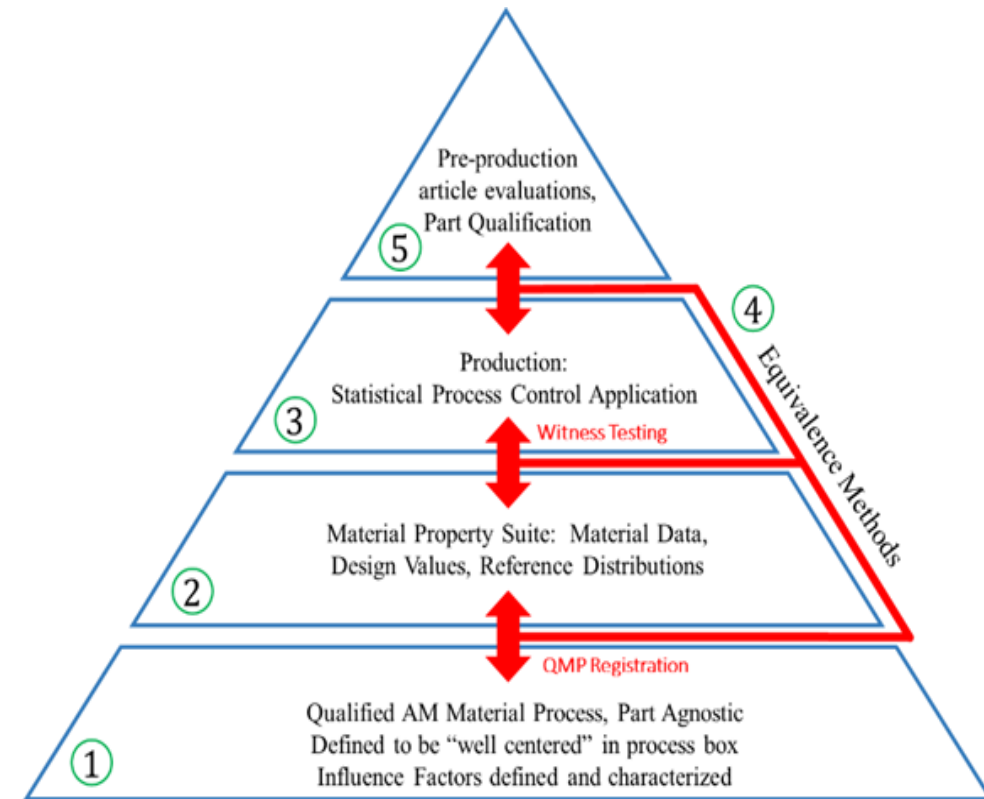 Pre-production
article evaluations,
Part Qualification
5
4
Equivalence Methods
Production:
Statistical Process Control Application
3
Witness Testing
Material Property Suite: Material Data,
Design Values, Reference Distributions
2
QMP Registration
Qualified AM Material Process, Part Agnostic
Defined to be “well centered” in process box
Influence Factors defined and characterized
1